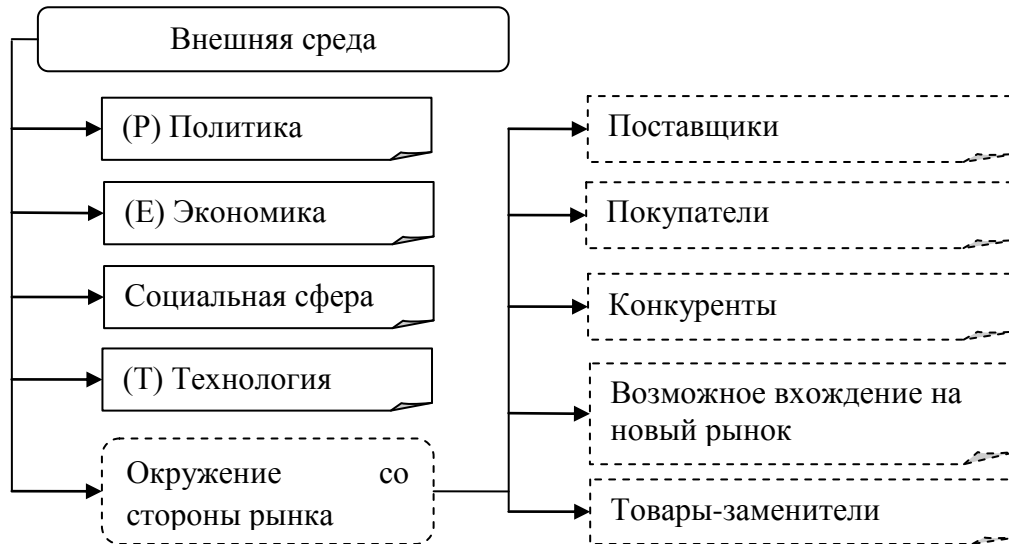 Внешняя среда
(P) Политика
(E) Экономика
Социальная сфера
(T) Технология
Окружение со
стороны рынка
Поставщики
Покупатели
Конкуренты
Возможное вхождение на
новый рынок
Товары-заменители